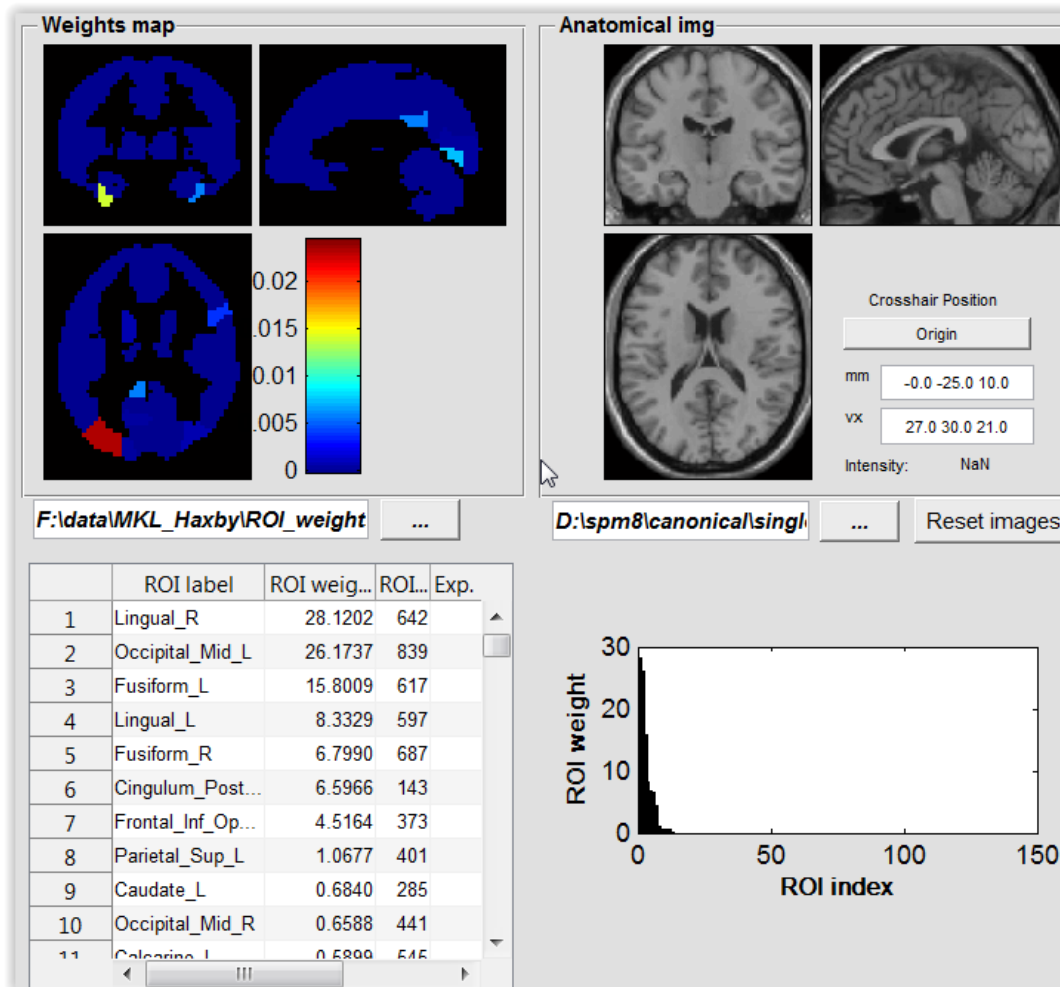 Weights map
0.02
.015
0.01
.005
0
Anatomical img
Crosshair Position
Origin
mm -0.0 -25.0 10.0
vx 27.0 30.0 21.0
Intensity: NaN
F:\data\MKL_Haxby\ROI_weight ...
D:\spm8\canonical\singl ... Reset images
ROI label ROI weig... ROI... Exp.
1 Lingual_R 28.1202 642
2 Occipital_Mid_L 26.1737 839
3 Fusiform_L 15.8009 617
4 Lingual_L 8.3329 597
5 Fusiform_R 6.7990 687
6 Cingulum_Post... 6.5966 143
7 Frontal_Inf_Op... 4.5164 373
8 Parietal_Sup_L 1.0677 401
9 Caudate_L 0.6840 285
10 Occipital_Mid_R 0.6588 441
11 Calcarine_L 0.5899 545
ROI weight
30
20
10
0
0 50 100 150
ROI index